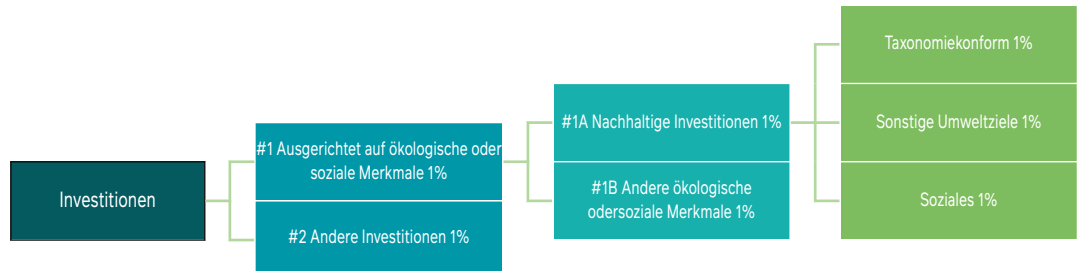 Investitionen
#1 Ausgerichtet auf ökologische oder
soziale Merkmale 1%
#2 Andere Investitionen 1%
#1A Nachhaltige Investitionen 1%
#1B Andere ökologische
odersoziale Merkmale 1%
Taxonomiekonform 1%
Sonstige Umweltziele 1%
Soziales 1%